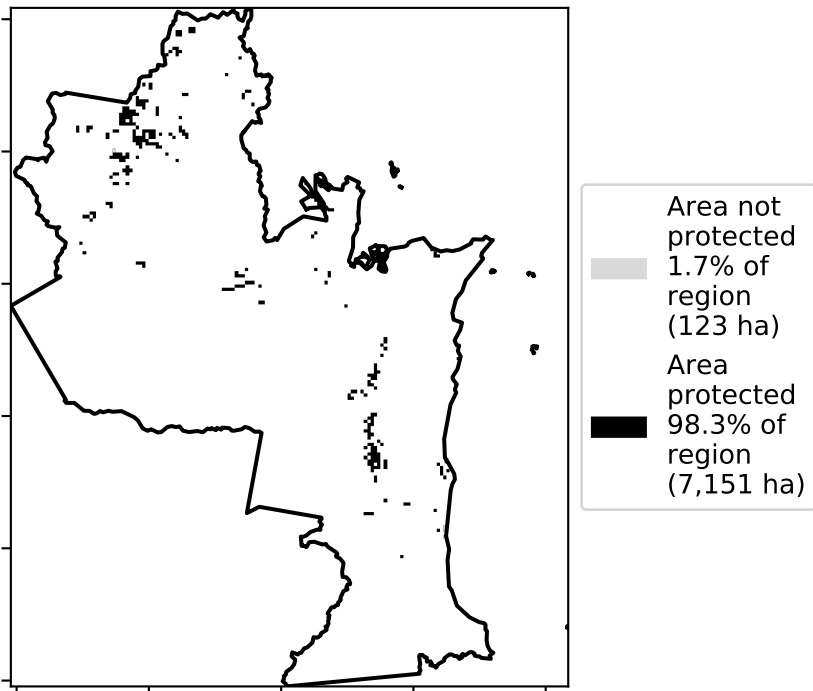 Area not
protected
1.7% of
region
(123 ha)
Area
protected
98.3% of
region
(7,151 ha)